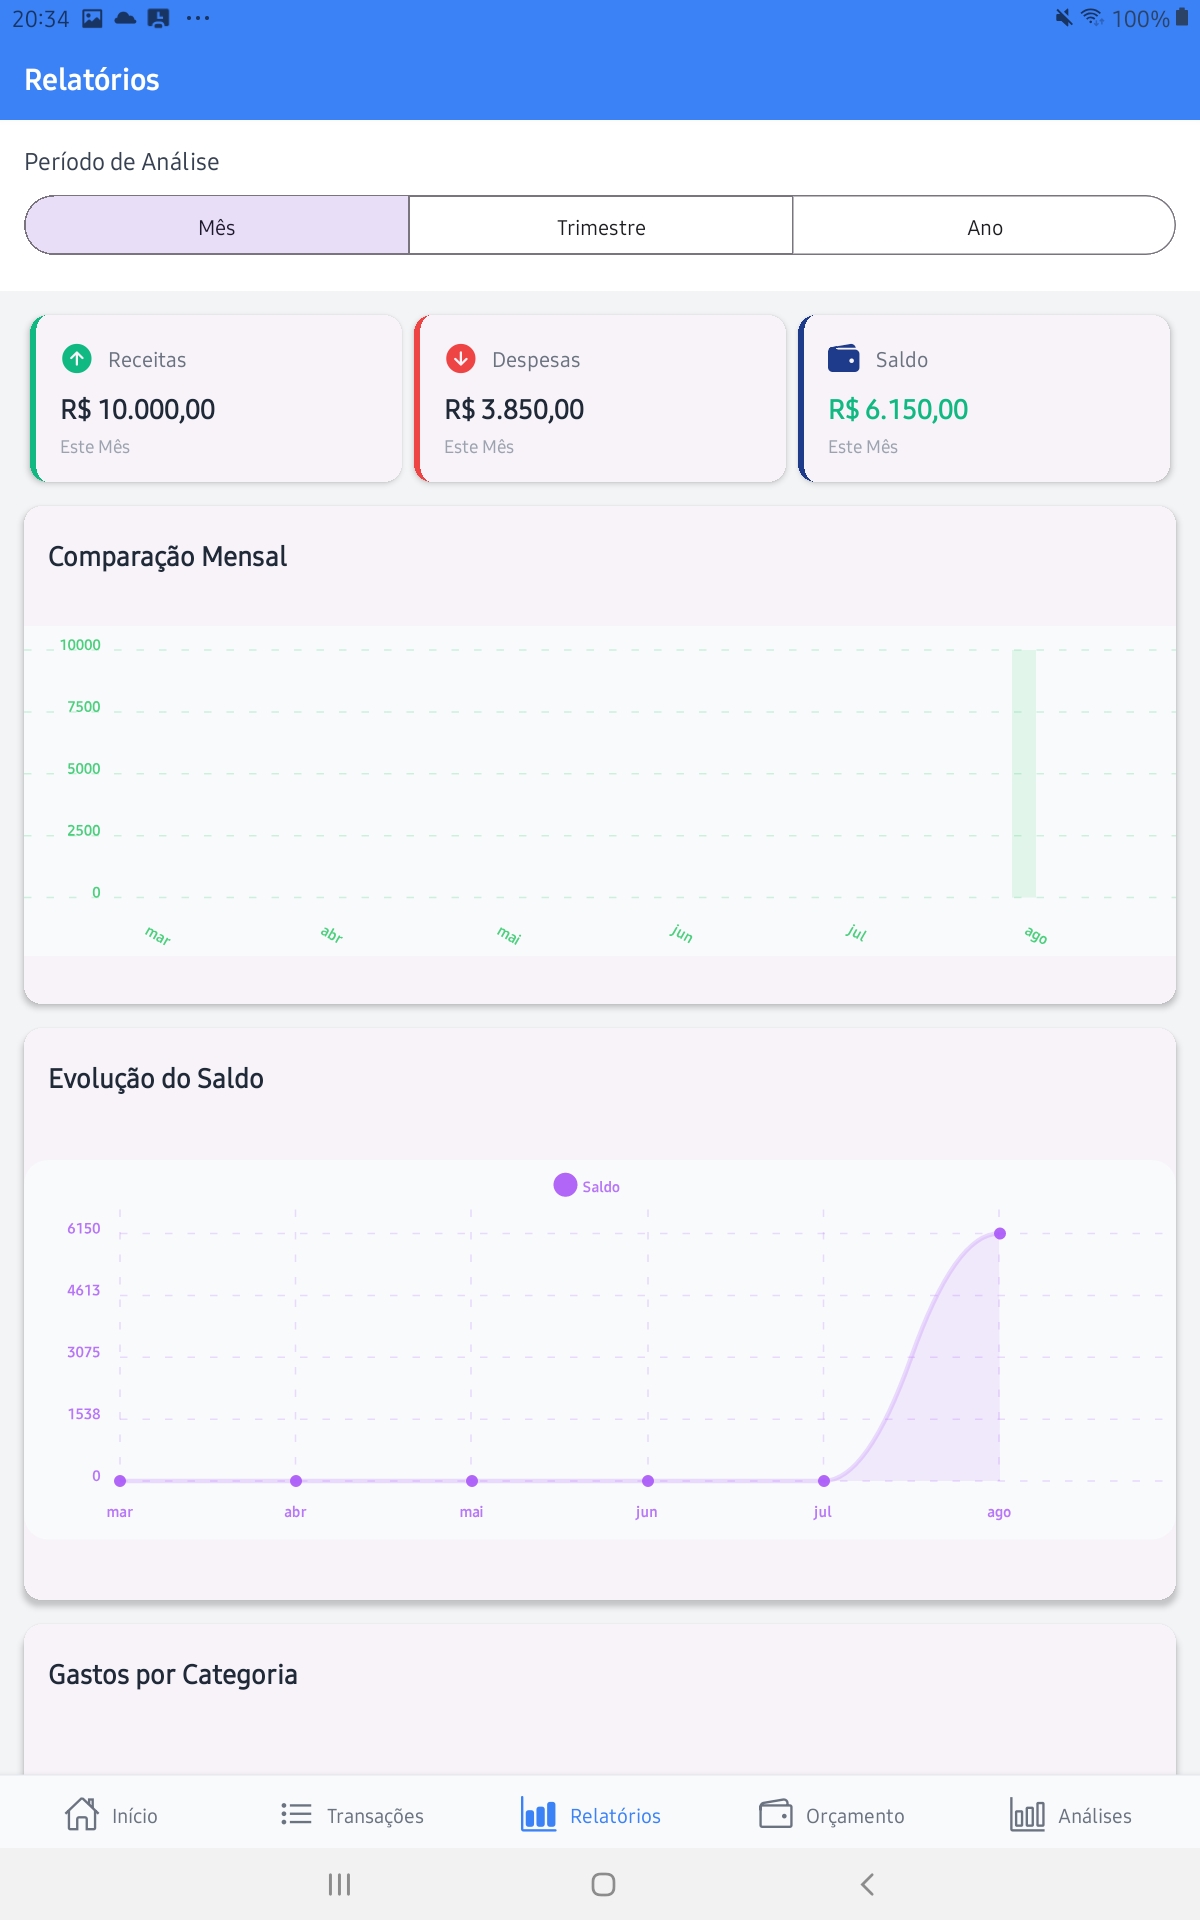 20:34
100%
Relatórios
Período de Análise
Mês
Trimestre
Ano
Receitas
R$ 10.000,00
Este Mês
Despesas
R$ 3.850,00
Este Mês
Saldo
R$ 6.150,00
Este Mês
Comparação Mensal
10000
7500
5000
2500
0
mar
abr
mai
jun
jul
ago
Evolução do Saldo
Saldo
6150
4613
3075
1538
0
mar
abr
mai
jun
jul
ago
Gastos por Categoria
Início
Transações
Relatórios
Orçamento
Análises